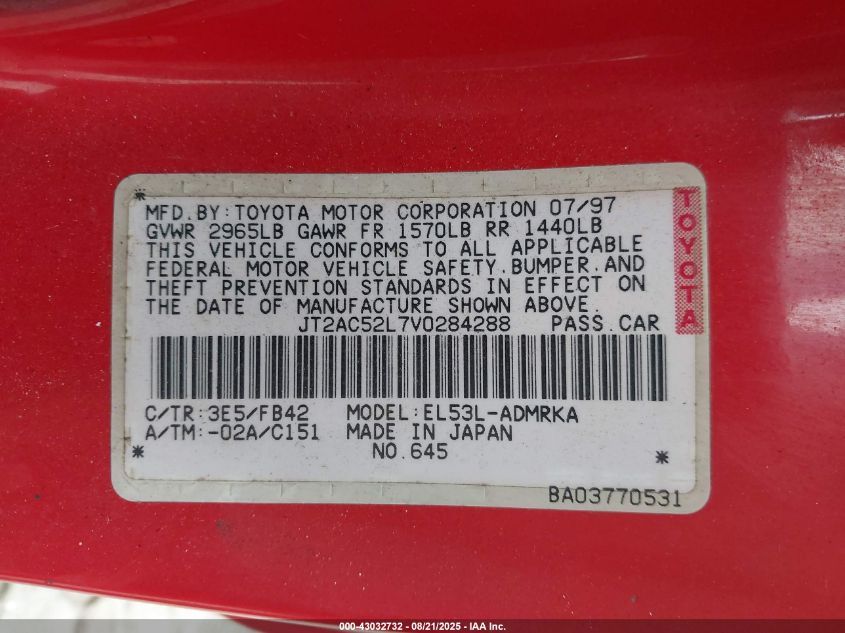 MFD.BY:TOYOTA MOTOR CORPORATION 07/97
GVWR 2965LB GAWR FR 1570LB RR 1440LB
THIS VEHICLE CONFORMS TO ALL APPLICABLE
FEDERAL MOTOR VEHICLE SAFETY.BUMPER.AND
THEFT PREVENTION STANDARDS IN EFFECT ON
THE DATE OF MANUFACTURE SHOWN ABOVE.
JT2AC52L7V0284288 PASS.CAR
TOYOTA
C/TR:3E5/FB42 MODEL:EL53L-ADMRKA
A/TM:-02A/C151 MADE IN JAPAN
* NO.645 *
BA03770531
000-43032732 - 08/21/2025 - IAA Inc.